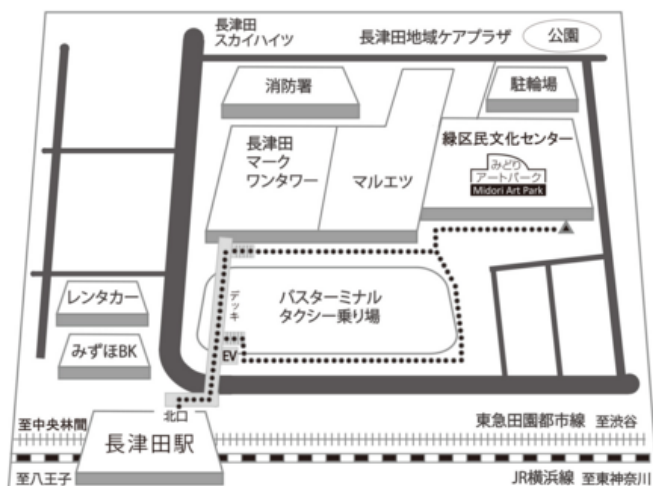 長津田
スカイハイツ
長津田地域ケアプラザ
公園
消防署
駐輪場
長津田
マーク
ワンタワー
マルエツ
緑区民文化センター
みどり
アートパーク
Midori Art Park
レンタカー
デッキ
バスターミナル
タクシー乗り場
みずほBK
EV
北口
至中央林間
長津田駅
東急田園都市線 至渋谷
至八王子
JR横浜線 至東神奈川